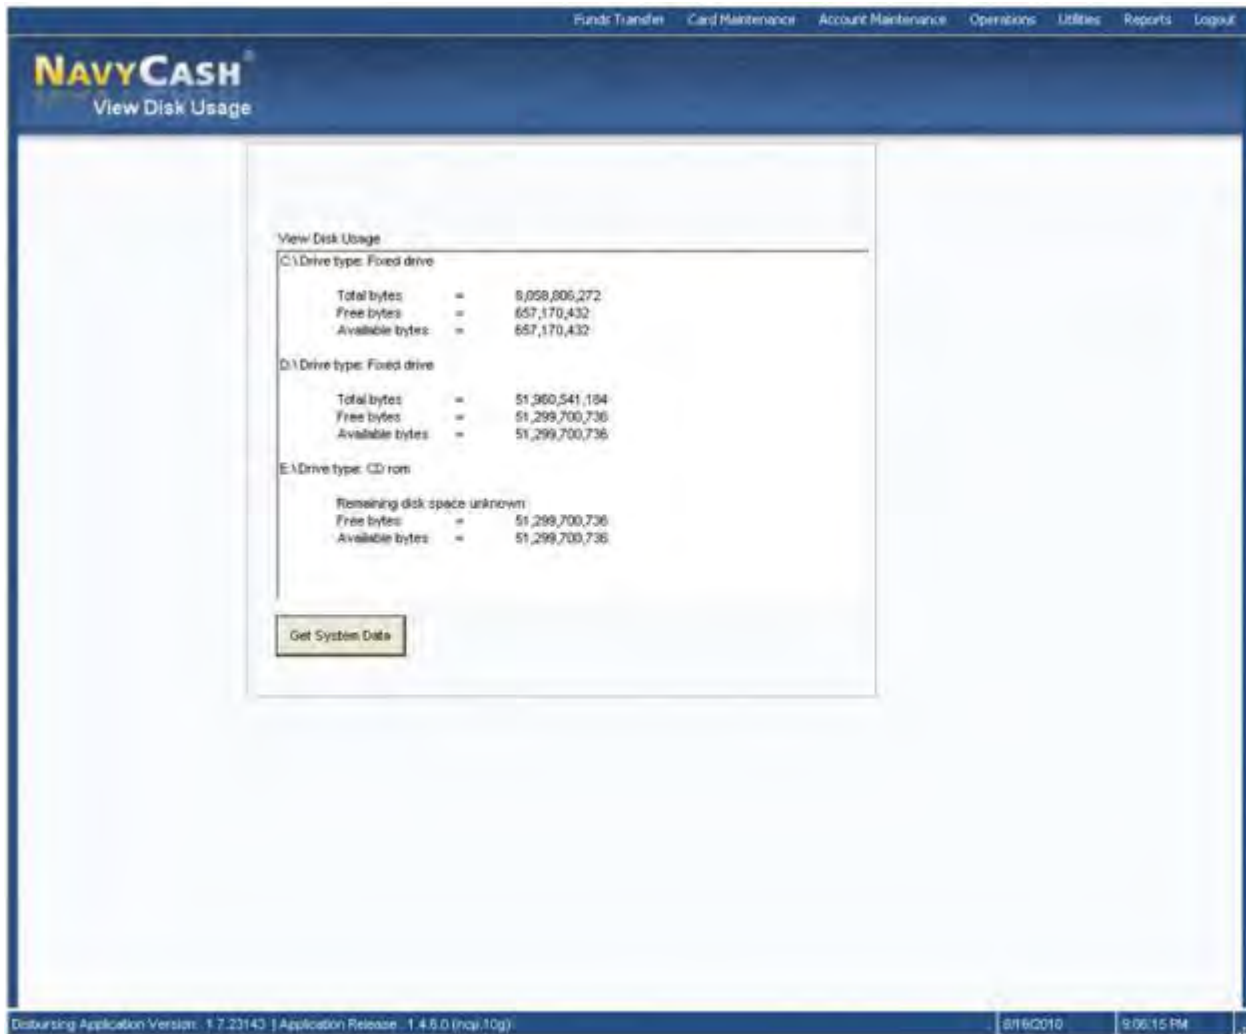 Funds Transfer Card Maintenance Account Maintenance Operations Utilities Reports Logout
NAVYCASH®
View Disk Usage
View Disk Usage
C:\Drive type: Fixed drive
Total bytes = 8,058,806,272
Free bytes = 657,170,432
Available bytes = 657,170,432
D:\Drive type: Fixed drive
Total bytes = 51,960,541,184
Free bytes = 51,299,700,736
Available bytes = 51,299,700,736
E:\Drive type: CD rom
Remaining disk space unknown
Free bytes = 51,299,700,736
Available bytes = 51,299,700,736
Get System Data
Disbursing Application Version: 1.7.23143 | Application Release: 1.4.6.0 9:06:15 PM